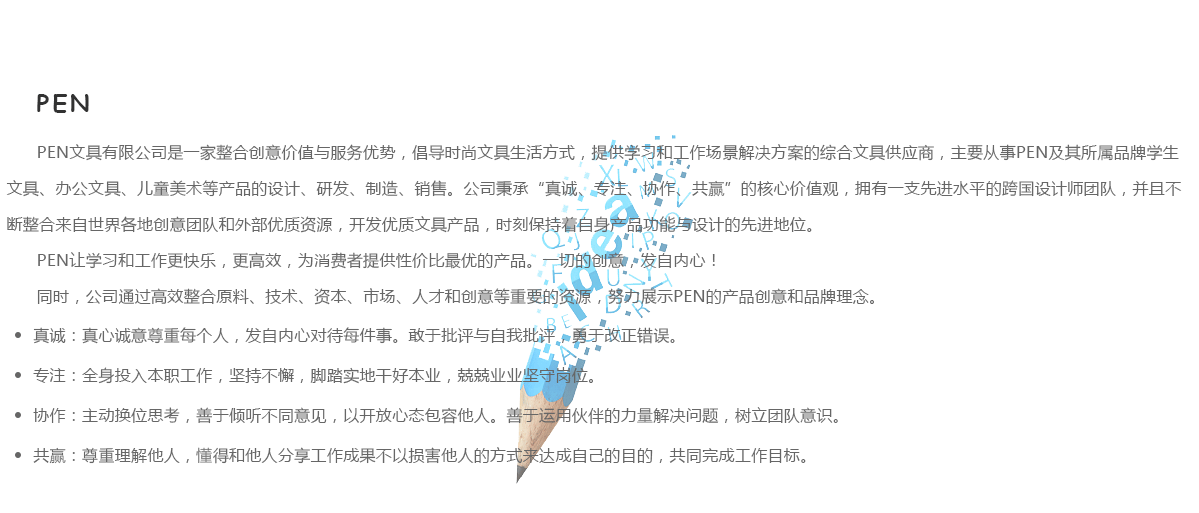 PEN
PEN文具有限公司是一家整合创意价值与服务优势，倡导时尚文具生活方式，提供学习和工作场景解决方案的综合文具供应商，主要从事PEN及其所属品牌学生
文具、办公文具、儿童美术等产品的设计、研发、制造、销售。公司秉承“真诚、专注、协作、共赢”的核心价值观，拥有一支先进水平的跨国设计师团队，并且不
断整合来自世界各地创意团队和外部优质资源，开发优质文具产品，时刻保持着自身产品功能与设计的先进地位。
PEN让学习和工作更快乐，更高效，为消费者提供性价比最优的产品。一切的创意，发自内心！
同时，公司通过高效整合原料、技术、资本、市场、人才和创意等重要的资源，努力展示PEN的产品创意和品牌理念。
• 真诚：真心诚意尊重每个人，发自内心对待每件事。敢于批评与自我批评，勇于改正错误。
• 专注：全身投入本职工作，坚持不懈，脚踏实地干好本业，兢兢业业坚守岗位。
• 协作：主动换位思考，善于倾听不同意见，以开放心态包容他人。善于运用伙伴的力量解决问题，树立团队意识。
• 共赢：尊重理解他人，懂得和他人分享工作成果不以损害他人的方式来达成自己的目的，共同完成工作目标。
idea